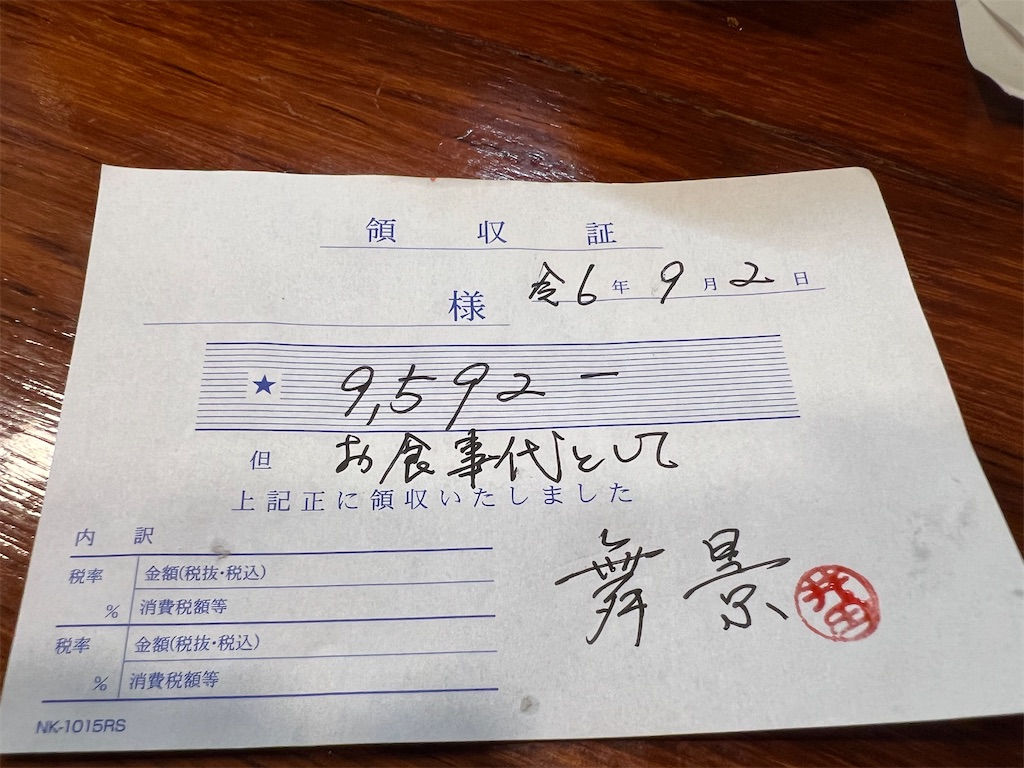 領収証
令6年9月2日
様
★ 9,592-
但 お食事代として
上記正に領収いたしました
内訳
税率 金額(税抜・税込)
% 消費税額等
税率 金額(税抜・税込)
% 消費税額等
舞景
NK-1015RS